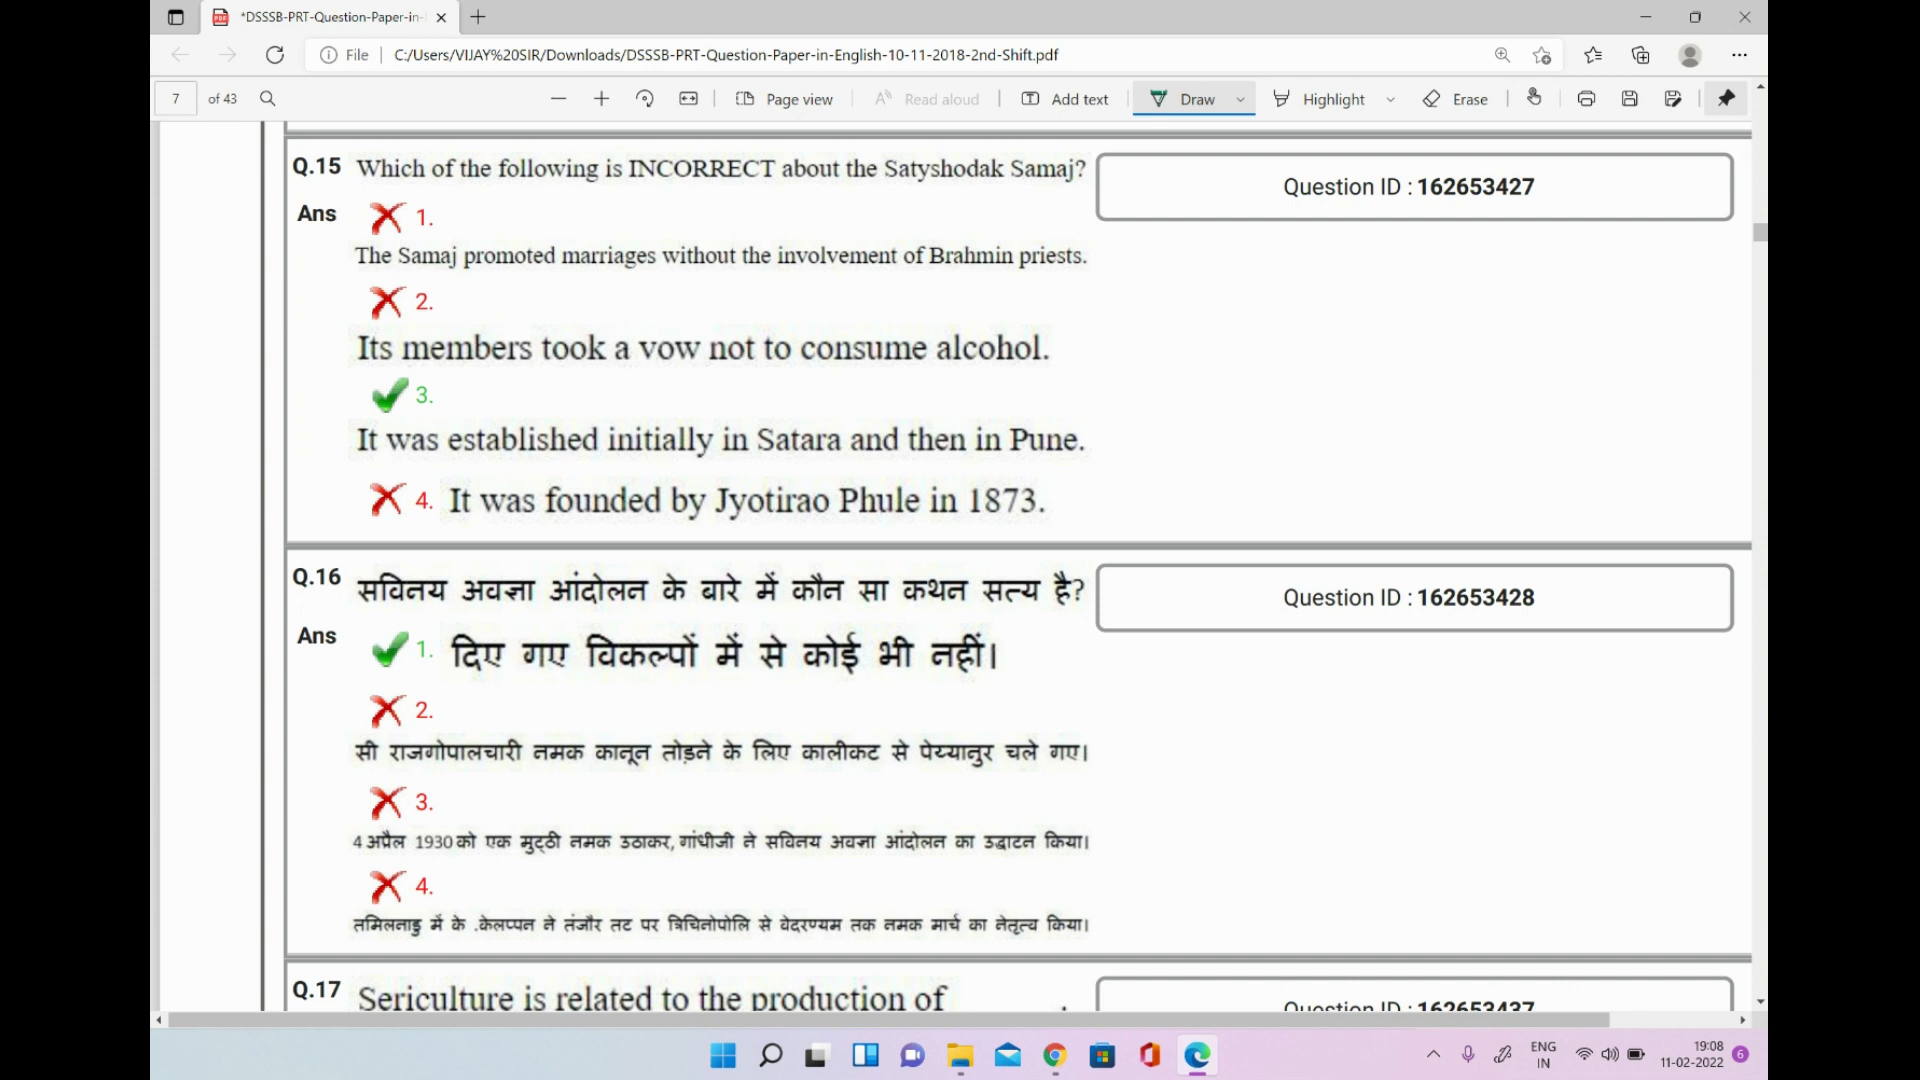 *DSSSB-PRT-Question-Paper-in-
File
C:/Users/VIJAY%20SIR/Downloads/DSSSB-PRT-Question-Paper-in-English-10-11-2018-2nd-Shift.pdf
7 of 43 Page view Read aloud Add text Draw Highlight Erase
Q.15 Which of the following is INCORRECT about the Satyshodak Samaj?
Question ID : 162653427
Ans 1.
The Samaj promoted marriages without the involvement of Brahmin priests.
2.
Its members took a vow not to consume alcohol.
3.
It was established initially in Satara and then in Pune.
4. It was founded by Jyotirao Phule in 1873.
Q.16 सविनय अवज्ञा आंदोलन के बारे में कौन सा कथन सत्य है?
Question ID : 162653428
Ans 1. दिए गए विकल्पों में से कोई भी नहीं।
2.
सी राजगोपालचारी नमक कानून तोड़ने के लिए कालीकट से पेय्यानुर चले गए।
3.
4 अप्रैल 1930 को एक मुट्ठी नमक उठाकर, गांधीजी ने सविनय अवज्ञा आंदोलन का उद्घाटन किया।
4.
तमिलनाडु में के .केलप्पन ने तंजौर तट पर त्रिचिनोपोलि से वेदरण्यम तक नमक मार्च का नेतृत्व किया।
Q.17 Sericulture is related to the production of
Question ID : 162653437
ENG
IN
19:08
11-02-2022
6